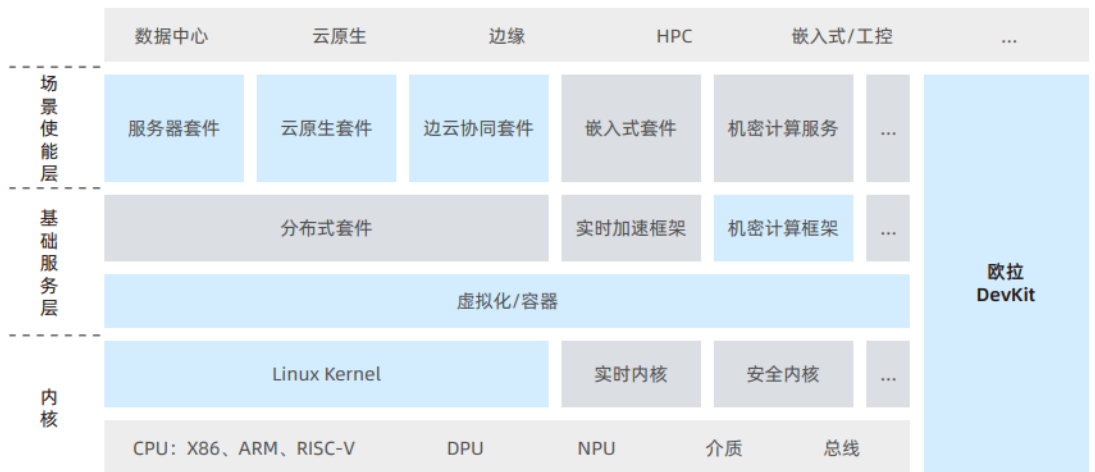 数据中心
云原生
边缘
HPC
嵌入式/工控
...
场景使能层
服务器套件
云原生套件
边云协同套件
嵌入式套件
机密计算服务
...
基础服务层
分布式套件
实时加速框架
机密计算框架
...
虚拟化/容器
欧拉
DevKit
内核
Linux Kernel
实时内核
安全内核
...
CPU：X86、ARM、RISC-V
DPU
NPU
介质
总线